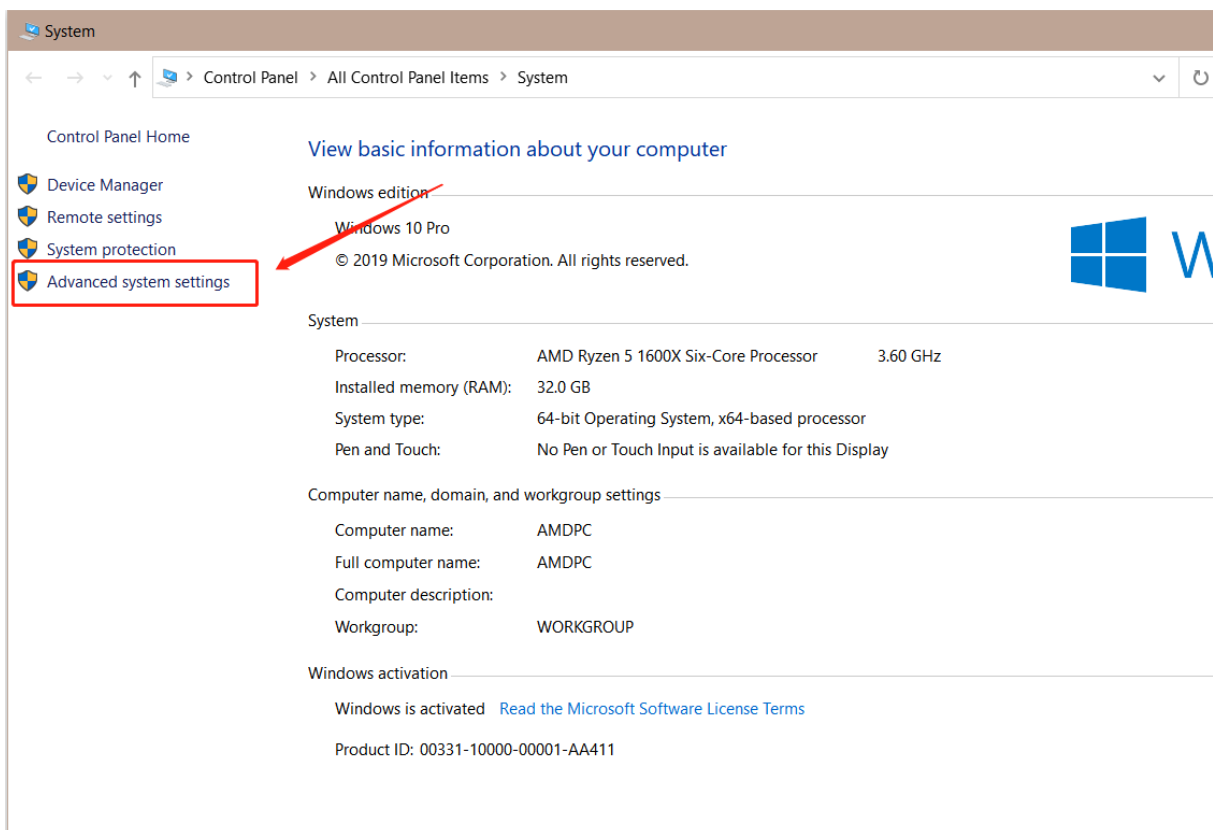 System
Control Panel > All Control Panel Items > System
Control Panel Home
Device Manager
Remote settings
System protection
Advanced system settings
View basic information about your computer
Windows edition
Windows 10 Pro
© 2019 Microsoft Corporation. All rights reserved.
W
System
Processor: AMD Ryzen 5 1600X Six-Core Processor 3.60 GHz
Installed memory (RAM): 32.0 GB
System type: 64-bit Operating System, x64-based processor
Pen and Touch: No Pen or Touch Input is available for this Display
Computer name, domain, and workgroup settings
Computer name: AMDPC
Full computer name: AMDPC
Computer description:
Workgroup: WORKGROUP
Windows activation
Windows is activated Read the Microsoft Software License Terms
Product ID: 00331-10000-00001-AA411